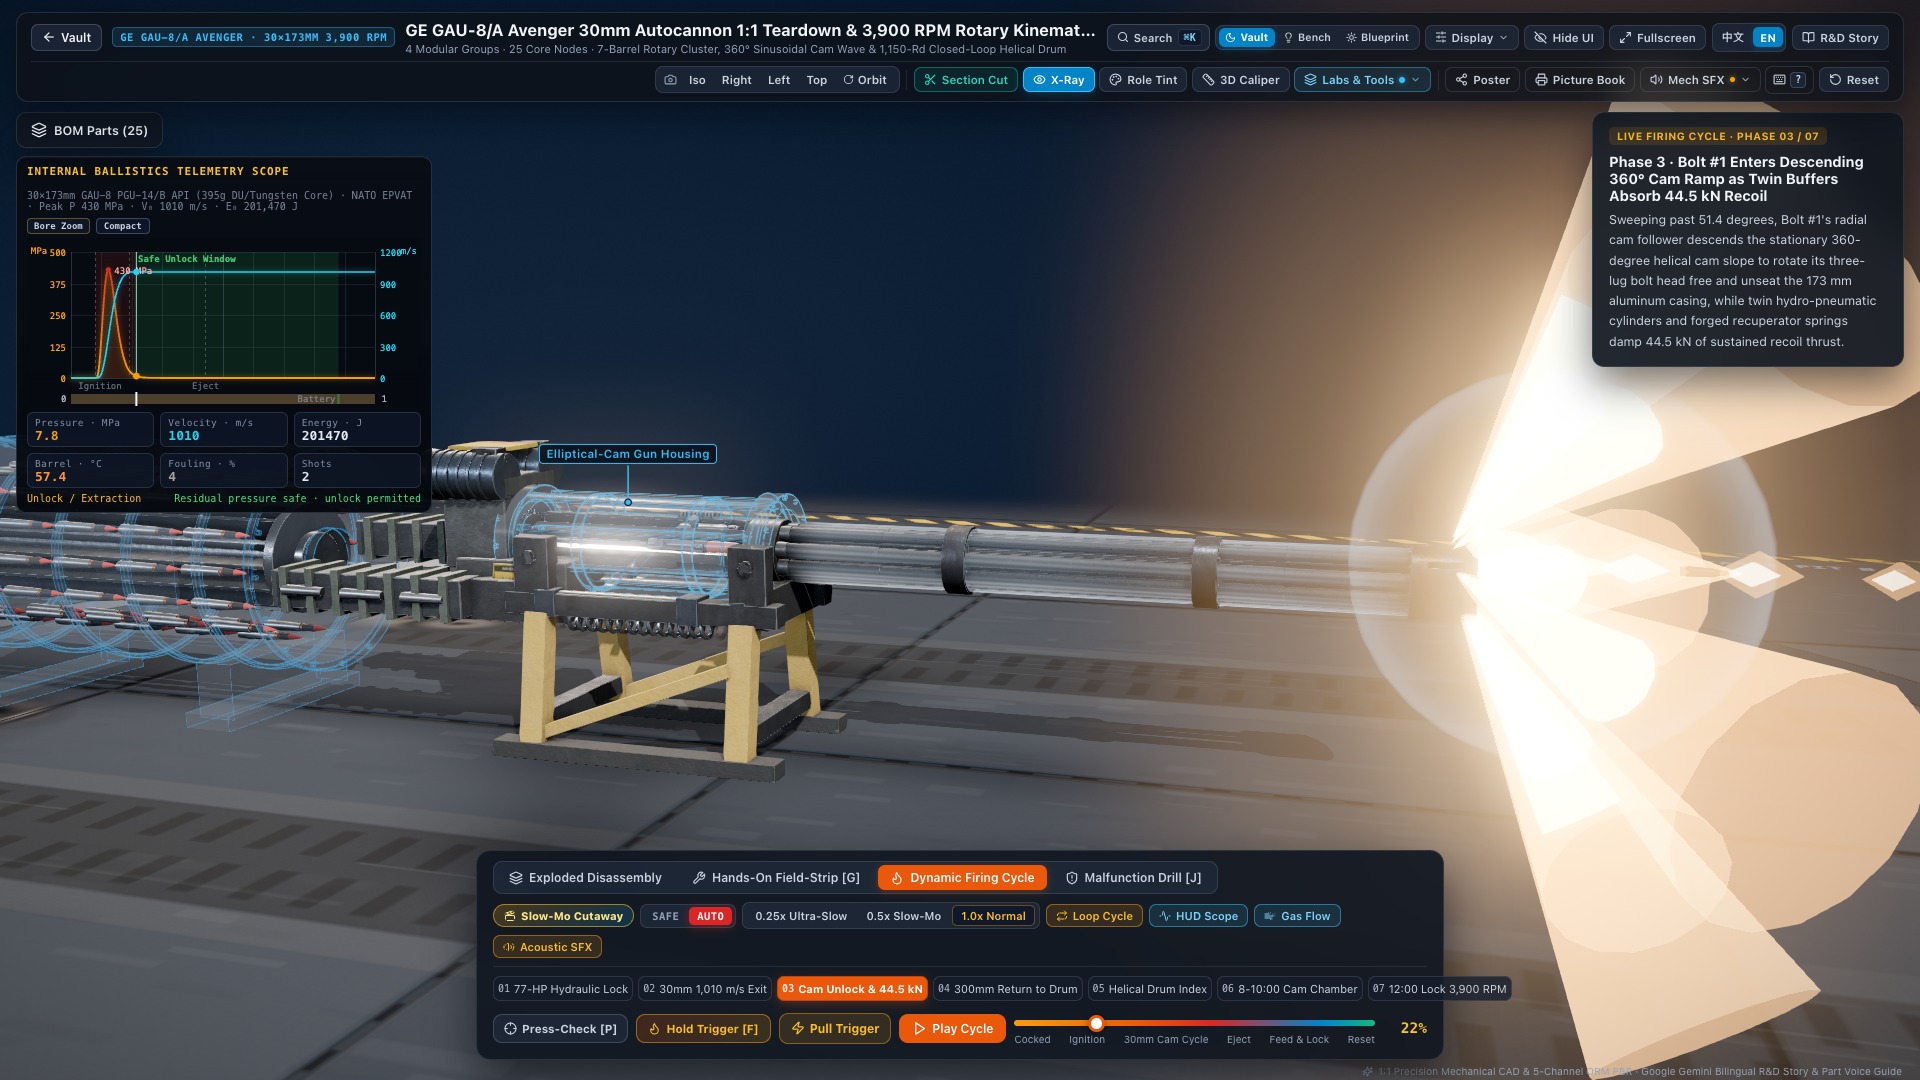 Vault
GE GAU-8/A AVENGER · 30×173MM 3,900 RPM
GE GAU-8/A Avenger 30mm Autocannon 1:1 Teardown & 3,900 RPM Rotary Kinemat...
4 Modular Groups · 25 Core Nodes · 7-Barrel Rotary Cluster, 360° Sinusoidal Cam Wave & 1,150-Rd Closed-Loop Helical Drum
Search ⌘K
Vault Bench Blueprint
Display
Hide UI
Fullscreen
中文 EN
R&D Story
Iso Right Left Top Orbit
Section Cut
X-Ray
Role Tint
3D Caliper
Labs & Tools
Poster
Picture Book
Mech SFX
?
Reset
BOM Parts (25)
INTERNAL BALLISTICS TELEMETRY SCOPE
30×173mm GAU-8 PGU-14/B API (395g DU/Tungsten Core) · NATO EPVAT
· Peak P 430 MPa · V₀ 1010 m/s · E₀ 201,470 J
Bore Zoom Compact
MPa 500 1200 m/s
Safe Unlock Window
430 MPa
375 900
250 600
125 300
0 0
Ignition Eject
0 Battery 1
Pressure · MPa
7.8
Velocity · m/s
1010
Energy · J
201470
Barrel · °C
57.4
Fouling · %
4
Shots
2
Unlock / Extraction Residual pressure safe · unlock permitted
Elliptical-Cam Gun Housing
LIVE FIRING CYCLE · PHASE 03 / 07
Phase 3 · Bolt #1 Enters Descending
360° Cam Ramp as Twin Buffers
Absorb 44.5 kN Recoil
Sweeping past 51.4 degrees, Bolt #1's radial
cam follower descends the stationary 360-
degree helical cam slope to rotate its three-
lug bolt head free and unseat the 173 mm
aluminum casing, while twin hydro-pneumatic
cylinders and forged recuperator springs
damp 44.5 kN of sustained recoil thrust.
Exploded Disassembly
Hands-On Field-Strip [G]
Dynamic Firing Cycle
Malfunction Drill [J]
Slow-Mo Cutaway
SAFE AUTO
0.25x Ultra-Slow 0.5x Slow-Mo 1.0x Normal
Loop Cycle
HUD Scope
Gas Flow
Acoustic SFX
01 77-HP Hydraulic Lock
02 30mm 1,010 m/s Exit
03 Cam Unlock & 44.5 kN
04 300mm Return to Drum
05 Helical Drum Index
06 8-10:00 Cam Chamber
07 12:00 Lock 3,900 RPM
Press-Check [P]
Hold Trigger [F]
Pull Trigger
Play Cycle
22%
Cocked Ignition 30mm Cam Cycle Eject Feed & Lock Reset
1:1 Precision Mechanical CAD & 5-Channel · Google Gemini Bilingual R&D Story & Part Voice Guide